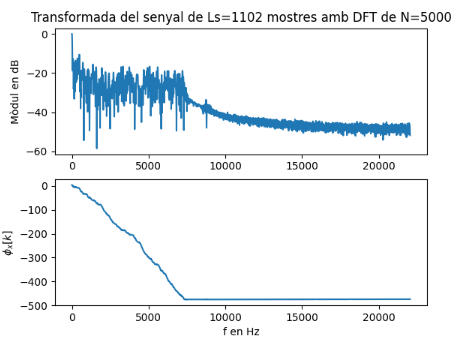 Transformada del senyal de Ls=1102 mostres amb DFT de N=5000
Mòdul en dB
0
−20
−40
−60
0 5000 10000 15000 20000
ϕx[k]
0
−100
−200
−300
−400
−500
0 5000 10000 15000 20000
f en Hz